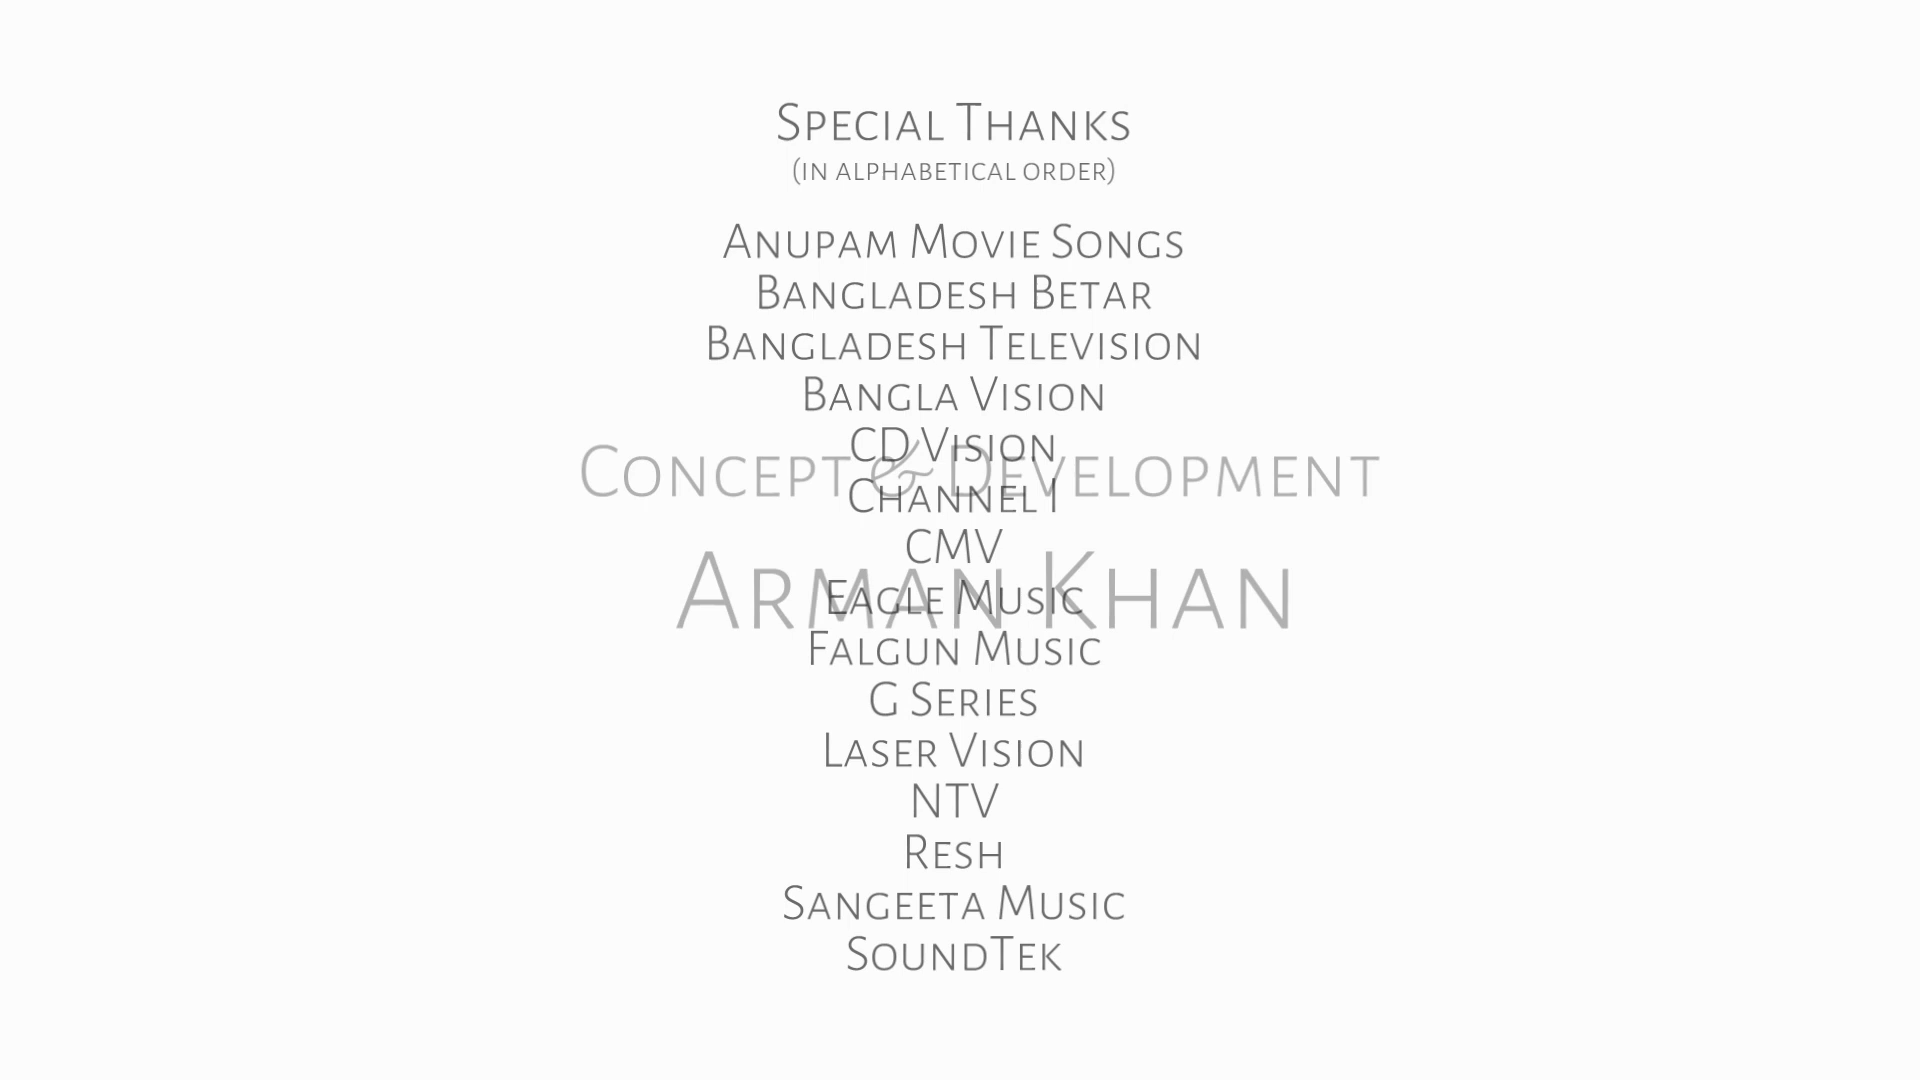 Special Thanks
(in alphabetical order)
Anupam Movie Songs
Bangladesh Betar
Bangladesh Television
Bangla Vision
CD Vision
Concept & Development
Channel I
CMV
Arman Khan
Eagle Music
Falgun Music
G Series
Laser Vision
NTV
Resh
Sangeeta Music
SoundTek